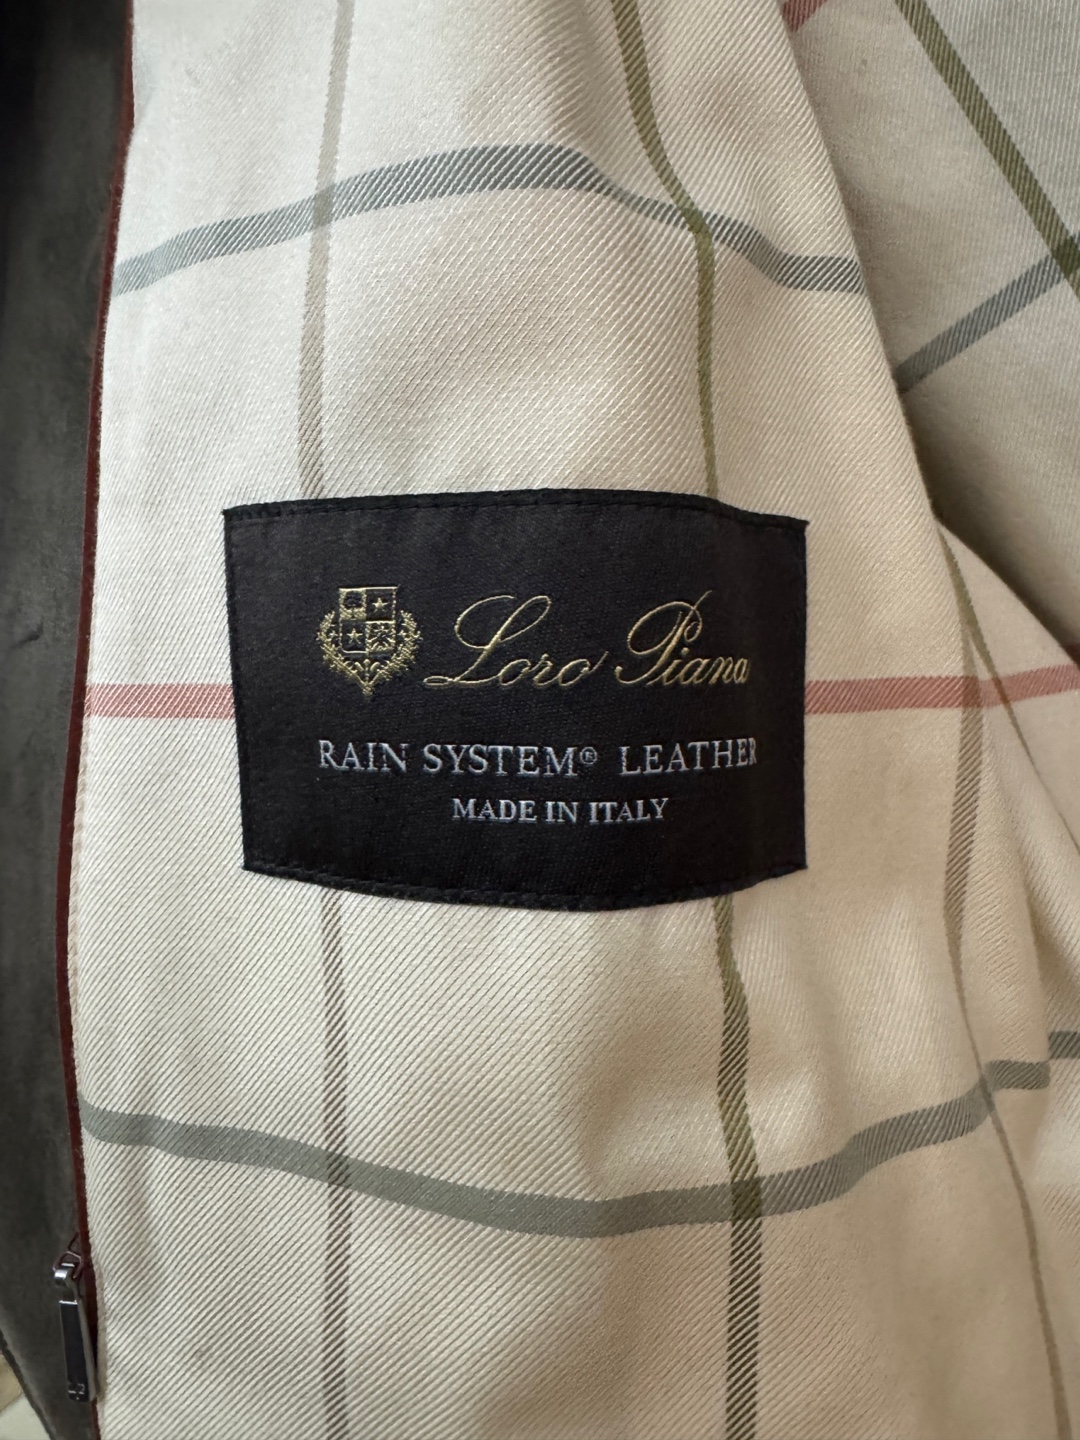 Loro Piana
RAIN SYSTEM® LEATHER
MADE IN ITALY